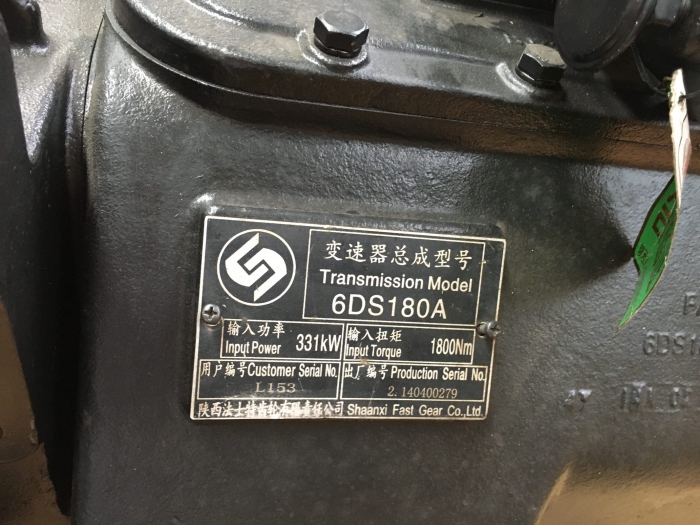 变速器总成型号
Transmission Model
6DS180A
输入功率
Input Power 331kW
输入扭矩
Input Torque 1800Nm
用户编号Customer Serial No.
L153
出厂编号Production Serial No.
2.140400279
陕西法士特齿轮有限责任公司 Shaanxi Fast Gear Co.,Ltd.
6DS1